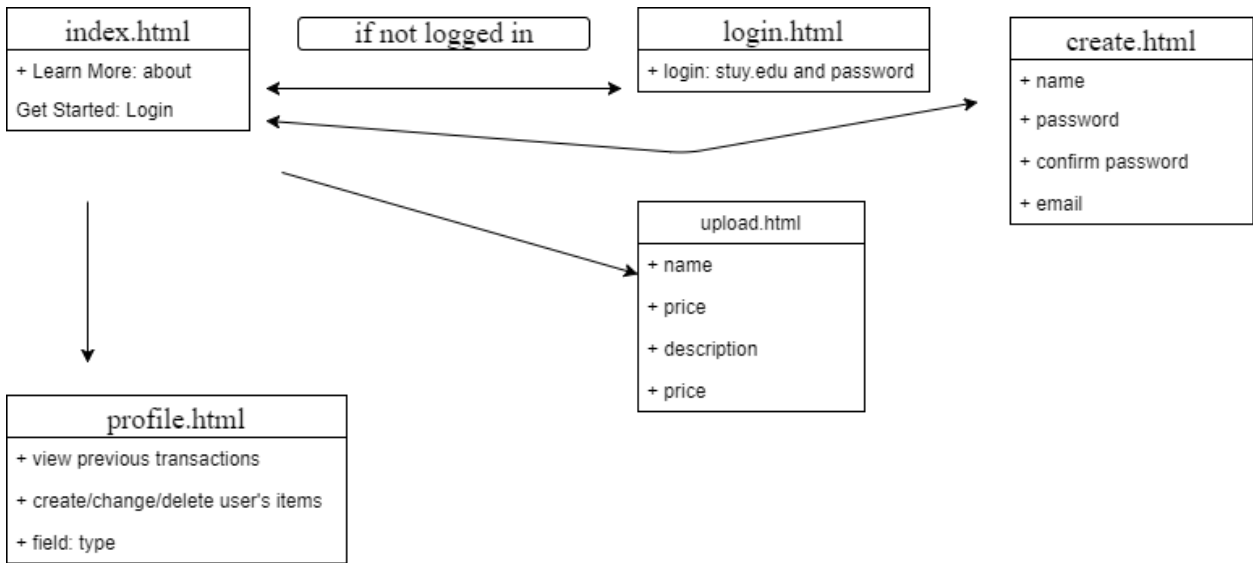 index.html
+ Learn More: about
Get Started: Login
if not logged in
login.html
+ login: stuy.edu and password
create.html
+ name
+ password
+ confirm password
+ email
upload.html
+ name
+ price
+ description
+ price
profile.html
+ view previous transactions
+ create/change/delete user's items
+ field: type